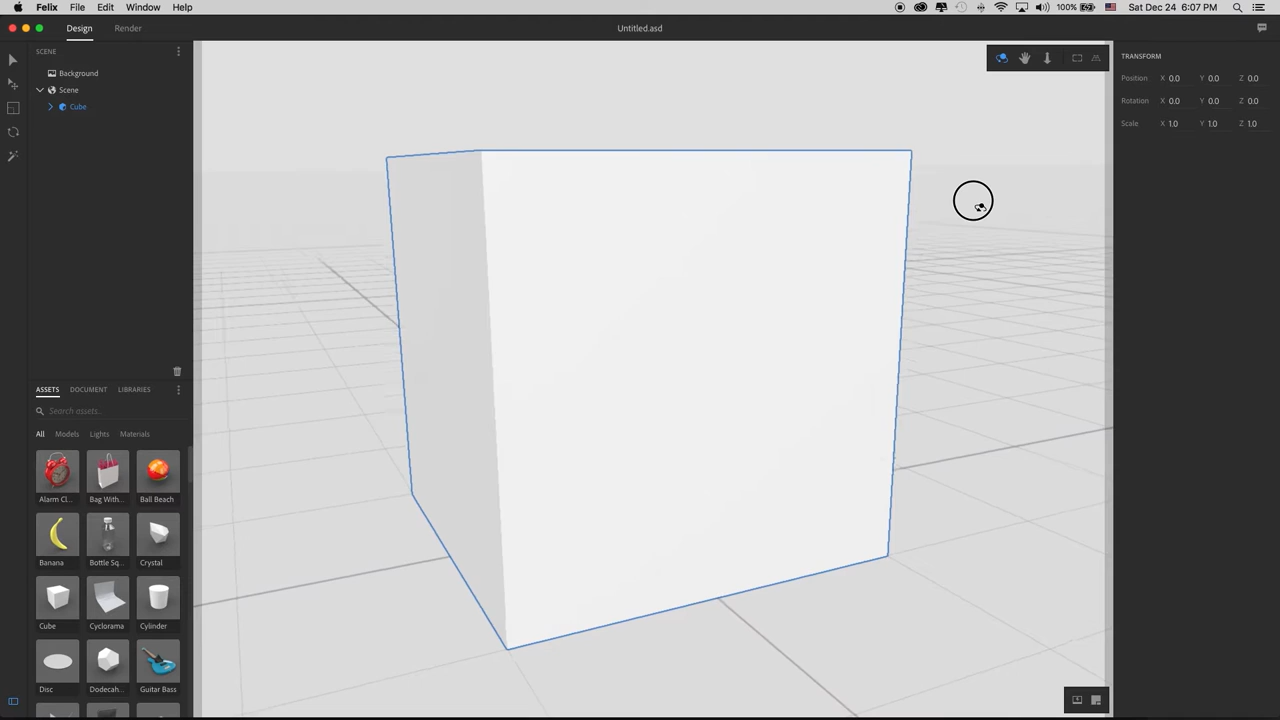 Felix File Edit Window Help 100% Sat Dec 24 6:07 PM
Design Render Untitled.asd
SCENE
Background
Scene
Cube
TRANSFORM
Position X 0.0 Y 0.0 Z 0.0
Rotation X 0.0 Y 0.0 Z 0.0
Scale X 1.0 Y 1.0 Z 1.0
ASSETS DOCUMENT LIBRARIES
Search assets..
All Models Lights Materials
Alarm Cl... Bag With... Ball Beach
Banana Bottle Sq... Crystal
Cube Cyclorama Cylinder
Disc Dodecah... Guitar Bass